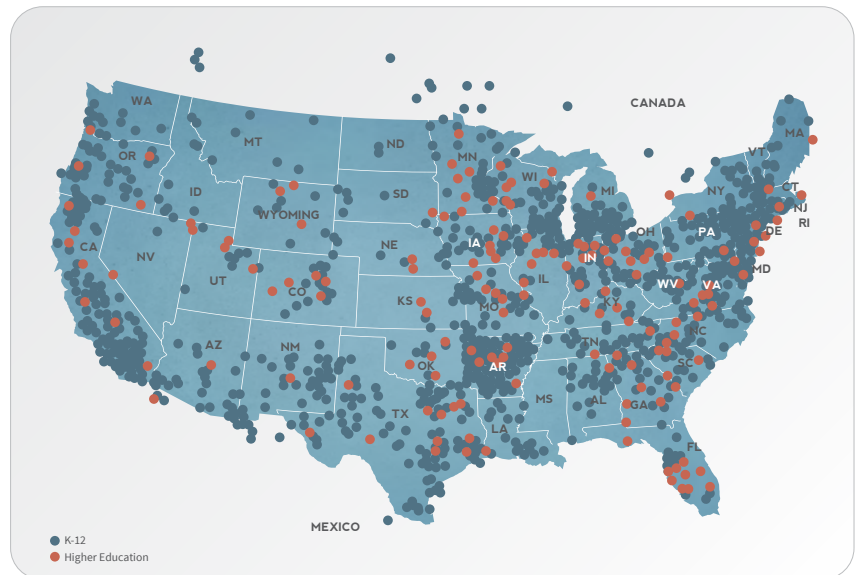 WA
CANADA
MA
MT
ND
VT
OR
MN
WI
CT
ID
SD
MI
NY
WYOMING
NJ
RI
OH
PA
DE
CA
NE
IA
NV
IN
MD
UT
CO
IL
WV
VA
KS
MO
KY
NC
AZ
NM
TN
OK
AR
SC
TX
MS
AL
GA
LA
FL
MEXICO
K-12
Higher Education